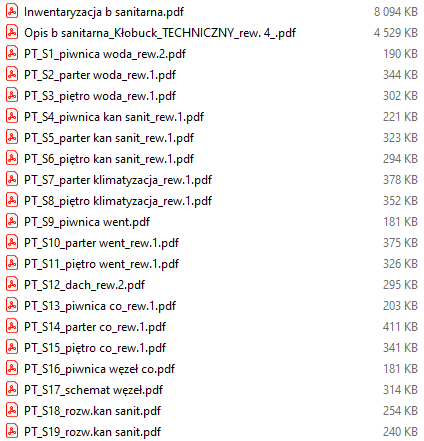 Inwentaryzacja b sanitarna.pdf 8 094 KB
Opis b sanitarna_Kłobuck_TECHNICZNY_rew. 4_.pdf 4 529 KB
PT_S1_piwnica woda_rew.2.pdf 190 KB
PT_S2_parter woda_rew.1.pdf 344 KB
PT_S3_piętro woda_rew.1.pdf 302 KB
PT_S4_piwnica kan sanit_rew.1.pdf 221 KB
PT_S5_parter kan sanit_rew.1.pdf 323 KB
PT_S6_piętro kan sanit_rew.1.pdf 294 KB
PT_S7_parter klimatyzacja_rew.1.pdf 378 KB
PT_S8_piętro klimatyzacja_rew.1.pdf 352 KB
PT_S9_piwnica went.pdf 181 KB
PT_S10_parter went_rew.1.pdf 375 KB
PT_S11_piętro went_rew.1.pdf 326 KB
PT_S12_dach_rew.2.pdf 295 KB
PT_S13_piwnica co_rew.1.pdf 203 KB
PT_S14_parter co_rew.1.pdf 411 KB
PT_S15_piętro co_rew.1.pdf 341 KB
PT_S16_piwnica węzeł co.pdf 181 KB
PT_S17_schemat węzeł.pdf 314 KB
PT_S18_rozw.kan sanit.pdf 254 KB
PT_S19_rozw.kan sanit.pdf 240 KB